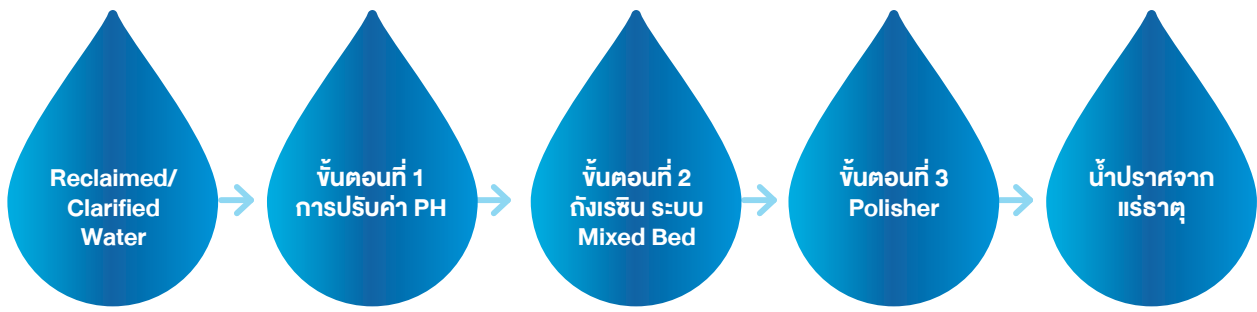 Reclaimed/
Clarified
Water
ขั้นตอนที่ 1
การปรับค่า PH
ขั้นตอนที่ 2
ถังเรซิน ระบบ
Mixed Bed
ขั้นตอนที่ 3
Polisher
น้ำปราศจาก
แร่ธาตุ